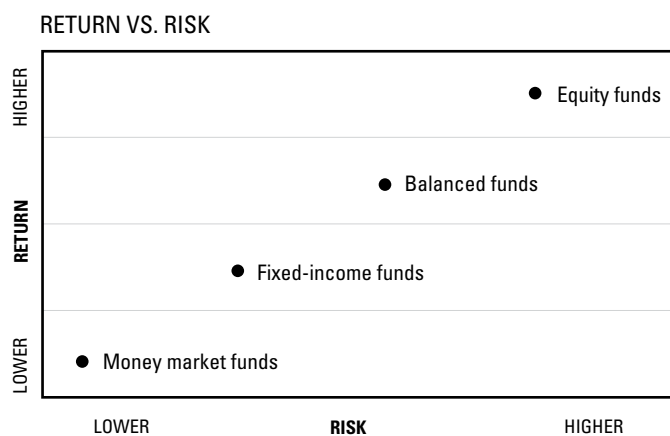 RETURN VS. RISK
HIGHER
Equity funds
Balanced funds
RETURN
Fixed-income funds
LOWER
Money market funds
LOWER RISK HIGHER